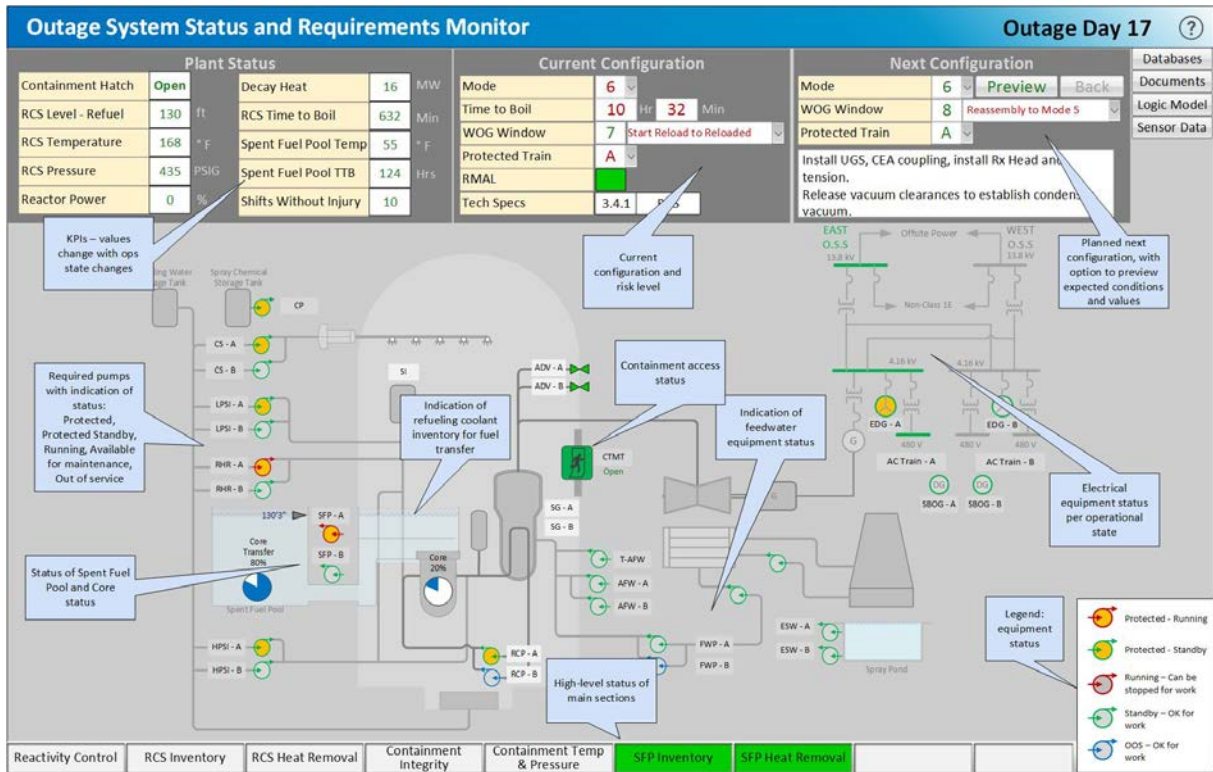 Outage System Status and Requirements Monitor
Outage Day 17
?
Plant Status
Containment Hatch Open
RCS Level - Refuel 130 ft
RCS Temperature 168 ° F
RCS Pressure 435 PSIG
Reactor Power 0 %
Decay Heat 16 MW
RCS Time to Boil 632 Min
Spent Fuel Pool Temp 55 ° F
Spent Fuel Pool TTB 124 Hrs
Shifts Without Injury 10
Current Configuration
Mode 6
Time to Boil 10 Hr 32 Min
WOG Window 7 Start Reload to Reloaded
Protected Train A
RMAL
Tech Specs 3.4.1
Next Configuration
Mode 6 Preview Back
WOG Window 8 Reassembly to Mode 5
Protected Train A
Install UGS, CEA coupling, install Rx Head and
tension.
Release vacuum clearances to establish
vacuum.
Databases
Documents
Logic Model
Sensor Data
KPIs – values
change with ops
state changes
Current
configuration and
risk level
Planned next
configuration, with
option to preview
expected conditions
and values
Water
Tank
Spray Chemical
Storage Tank
CP
CS - A
CS - B
LPSI - A
LPSI - B
RHR - A
RHR - B
Required pumps
with indication of
status:
Protected,
Protected Standby,
Running, Available
for maintenance,
Out of service
SI
Indication of
refueling coolant
inventory for fuel
transfer
ADV - A
ADV - B
Containment access
status
CTMT
Open
Indication of
feedwater
equipment status
EAST
O.S.S
13.8 kV
Offsite Power
WEST
O.S.S
13.8 kV
Non-Class 1E
4.16 kV
4.16 kV
EDG - A
EDG - B
480 V
480 V
480 V
G
AC Train - A
AC Train - B
DG
DG
SBOG - A
SBOG - B
G
Electrical
equipment status
per operational
state
130'3"
SFP - A
SFP - B
Core
Transfer
80%
Spent Fuel Pool
Core
20%
Status of Spent Fuel
Pool and Core
status
SG - A
SG - B
T-AFW
AFW - A
AFW - B
FWP - A
FWP - B
ESW - A
ESW - B
Spray Pond
HPSI - A
HPSI - B
RCP - A
RCP - B
High-level status of
main sections
Legend:
equipment
status
Protected - Running
Protected - Standby
Running – Can be
stopped for work
Standby – OK for
work
OOS – OK for
work
Reactivity Control
RCS Inventory
RCS Heat Removal
Containment
Integrity
Containment Temp
& Pressure
SFP Inventory
SFP Heat Removal